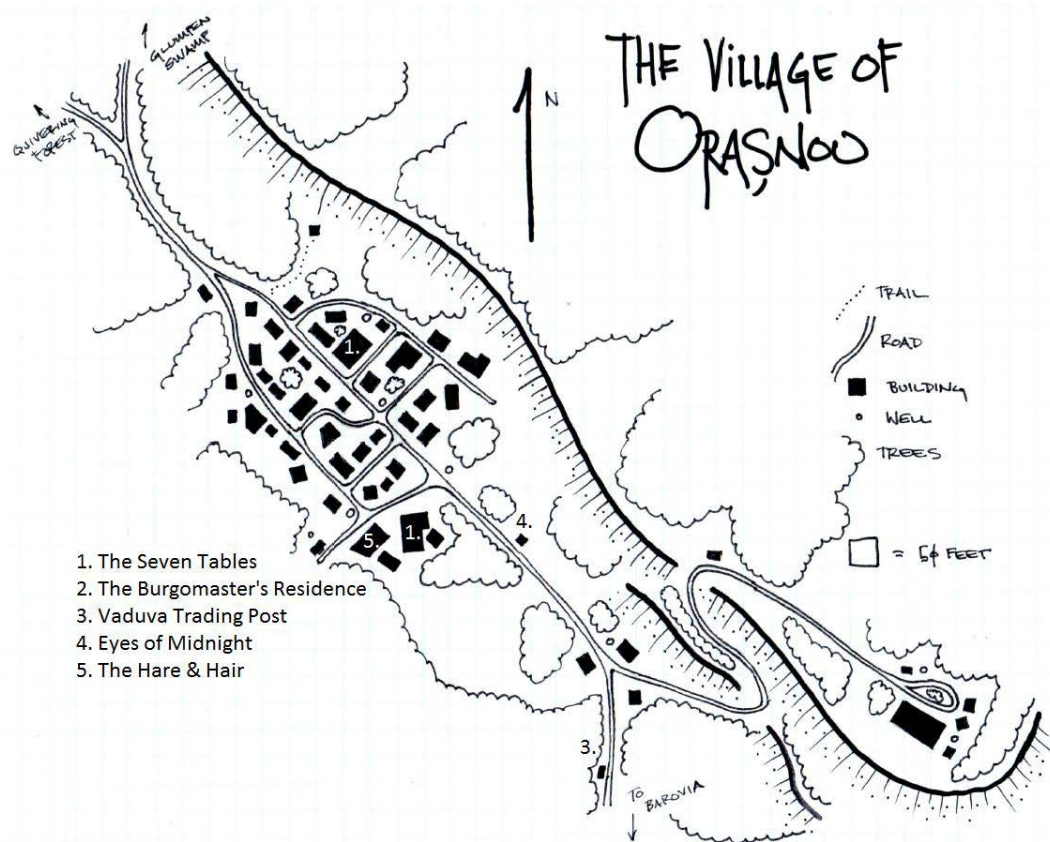 THE VILLAGE OF
ORAȘNOU
N
GLUMPEN
SWAMP
QUIVERING
FOREST
TRAIL
ROAD
BUILDING
WELL
TREES
= 50 FEET
1.
1.
5.
4.
3.
1. The Seven Tables
2. The Burgomaster's Residence
3. Vaduva Trading Post
4. Eyes of Midnight
5. The Hare & Hair
TO
BAROVIA